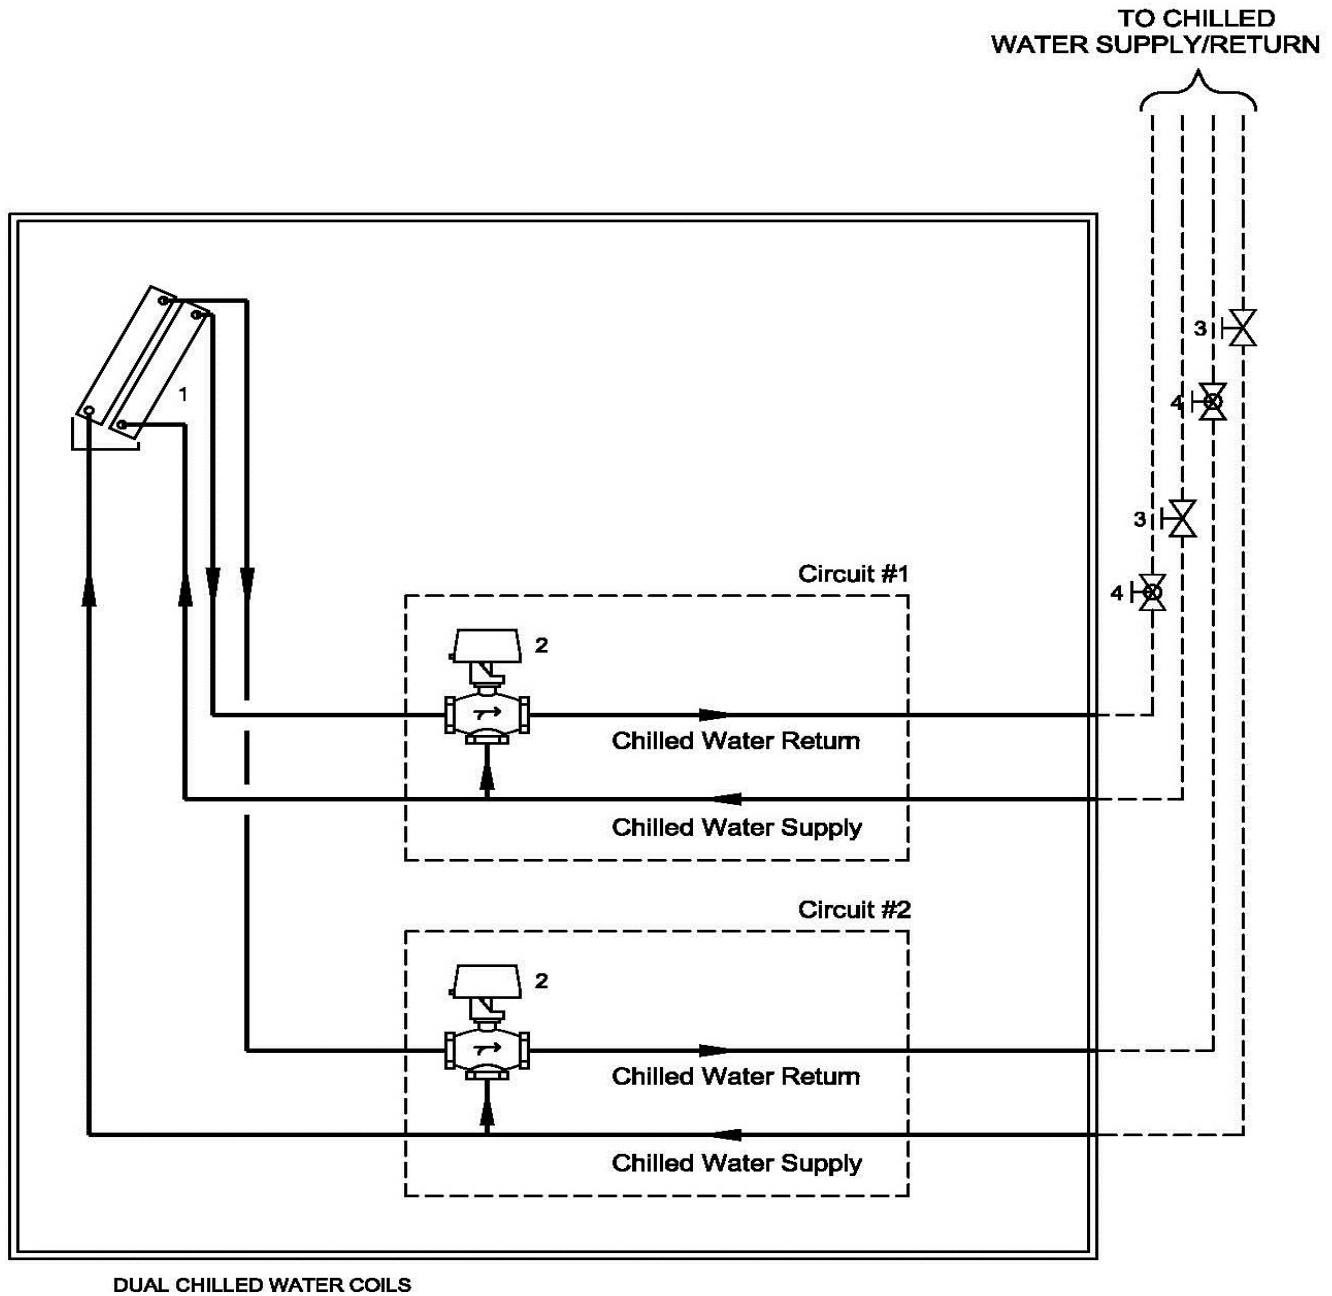 TO CHILLED
WATER SUPPLY/RETURN
3
4
1
3
Circuit #1
4
2
Chilled Water Return
Chilled Water Supply
Circuit #2
2
Chilled Water Return
Chilled Water Supply
DUAL CHILLED WATER COILS